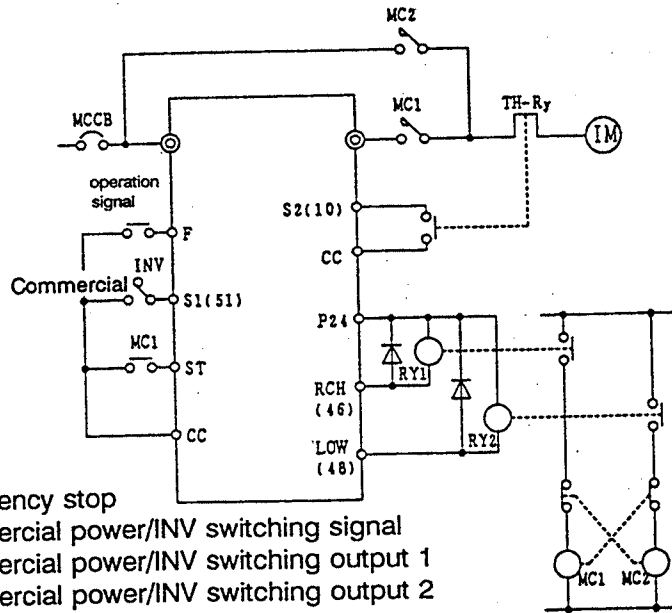 MC2
MCCB
MC1
TH-Ry
IM
operation
signal
S2(10)
F
CC
INV
Commercial
S1(51)
P24
MC1
ST
RY1
RCH
(46)
CC
LOW
(48)
RY2
ency stop
ercial power/INV switching signal
ercial power/INV switching output 1
ercial power/INV switching output 2
MC1
MC2